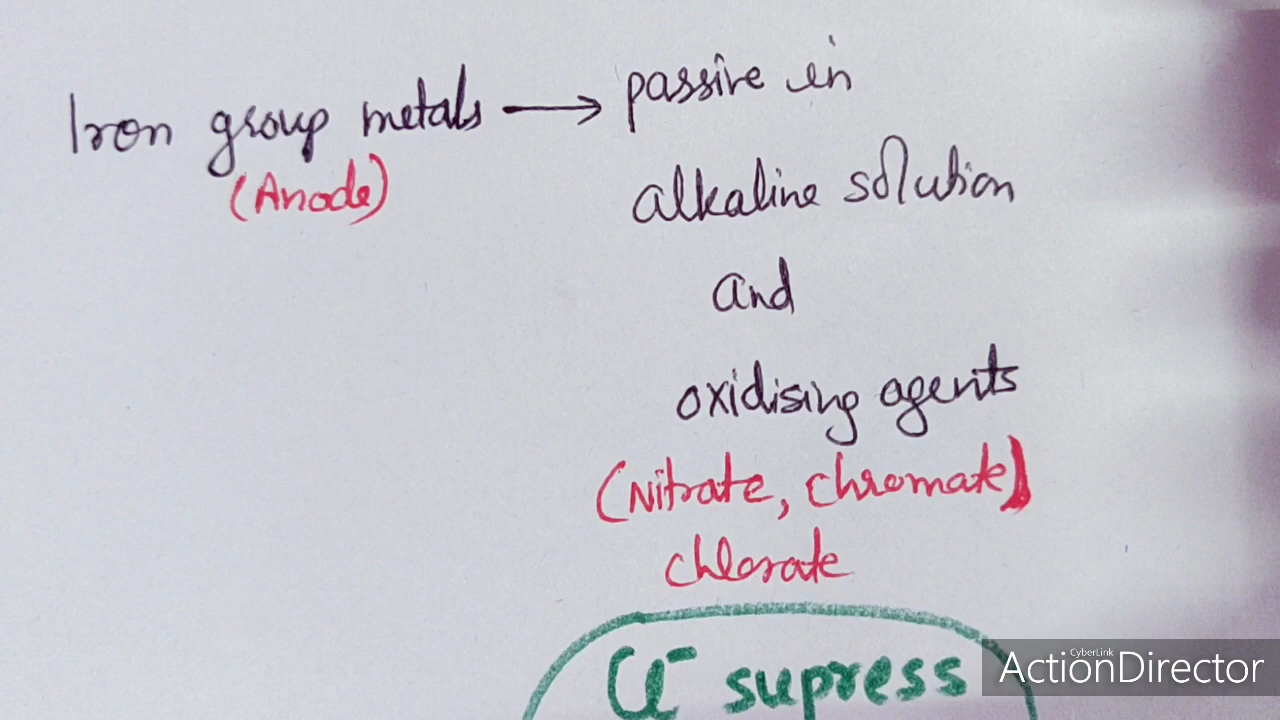 Iron group metals → passive in
(Anode)
alkaline solution
and
oxidising agents
(Nitrate, chromate)
chlorate
Cl⁻ supress
CyberLink
ActionDirector